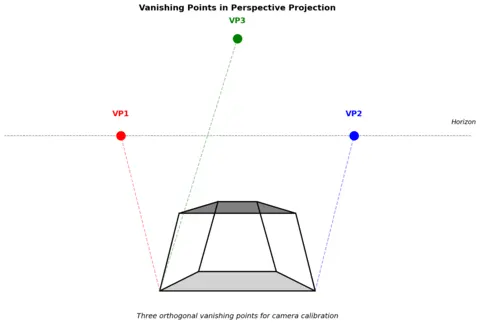 Vanishing Points in Perspective Projection
VP3
VP1
VP2
Horizon
Three orthogonal vanishing points for camera calibration